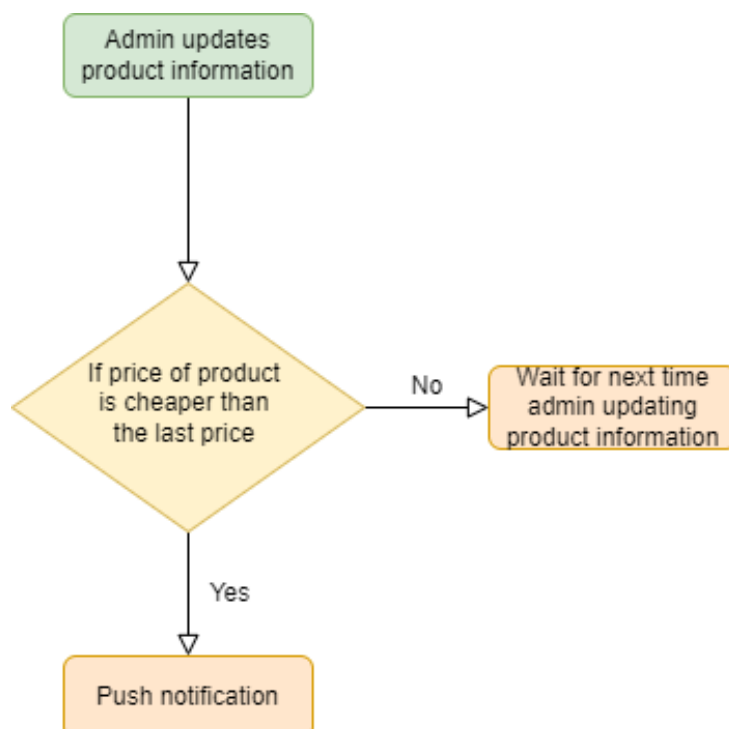 Admin updates
product information
If price of product
is cheaper than
the last price
No
Wait for next time
admin updating
product information
Yes
Push notification